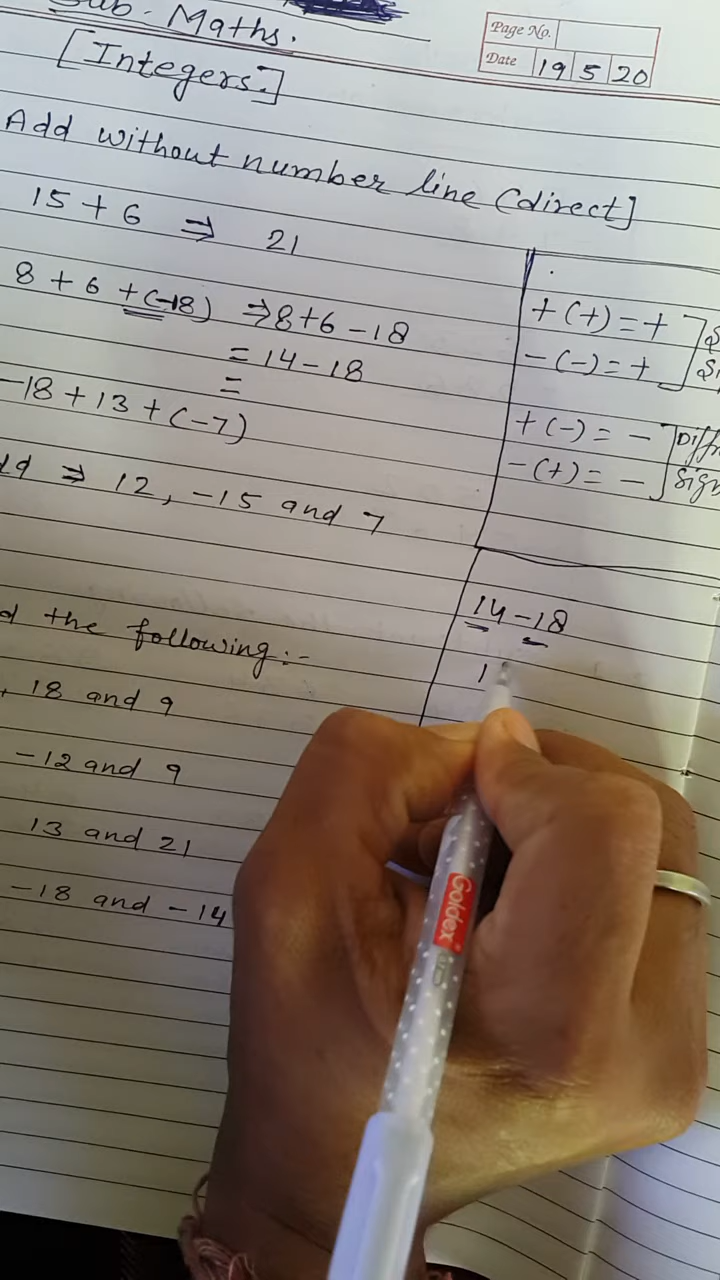 Sub. Maths.
Page No.
Date 19 5 20
[Integers.]
Add without number line (direct]
15 + 6 ⇒ 21
8 + 6 + (-18) ⇒ 8+6-18
= 14-18
=
-18 + 13 + (-7)
⇒ 12, -15 and 7
+ (+) = +
- (-) = +
+ (-) = -
- (+) = -
Sign
14-18
1
the following:-
18 and 9
-12 and 9
13 and 21
-18 and -14
Goldex